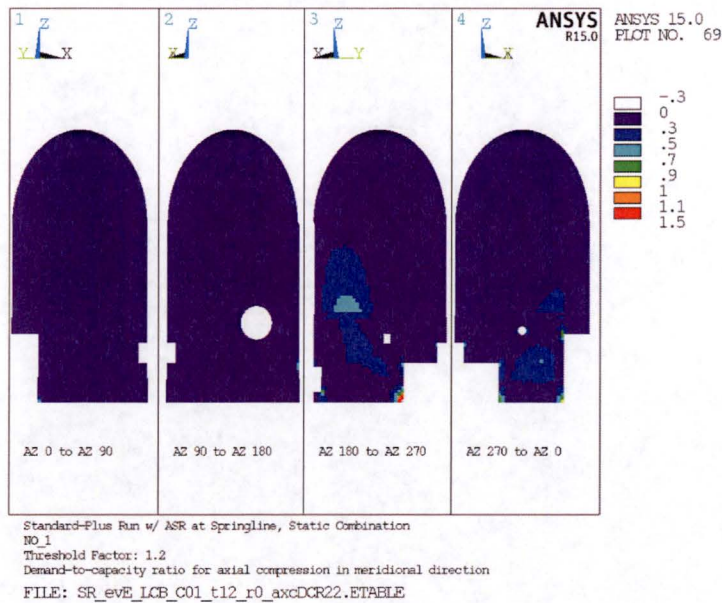 1 Z Y X
2 Z X
3 Z X Y
4 Z X
ANSYS
R15.0
ANSYS 15.0
PLOT NO. 69
-.3
0
.3
.5
.7
.9
1
1.1
1.5
AZ 0 to AZ 90
AZ 90 to AZ 180
AZ 180 to AZ 270
AZ 270 to AZ 0
Standard-Plus Run w/ ASR at Springline, Static Combination
NO_1
Threshold Factor: 1.2
Demand-to-capacity ratio for axial compression in meridional direction
FILE: SR_evE_LCB_C01_t12_r0_axcDCR22.ETABLE